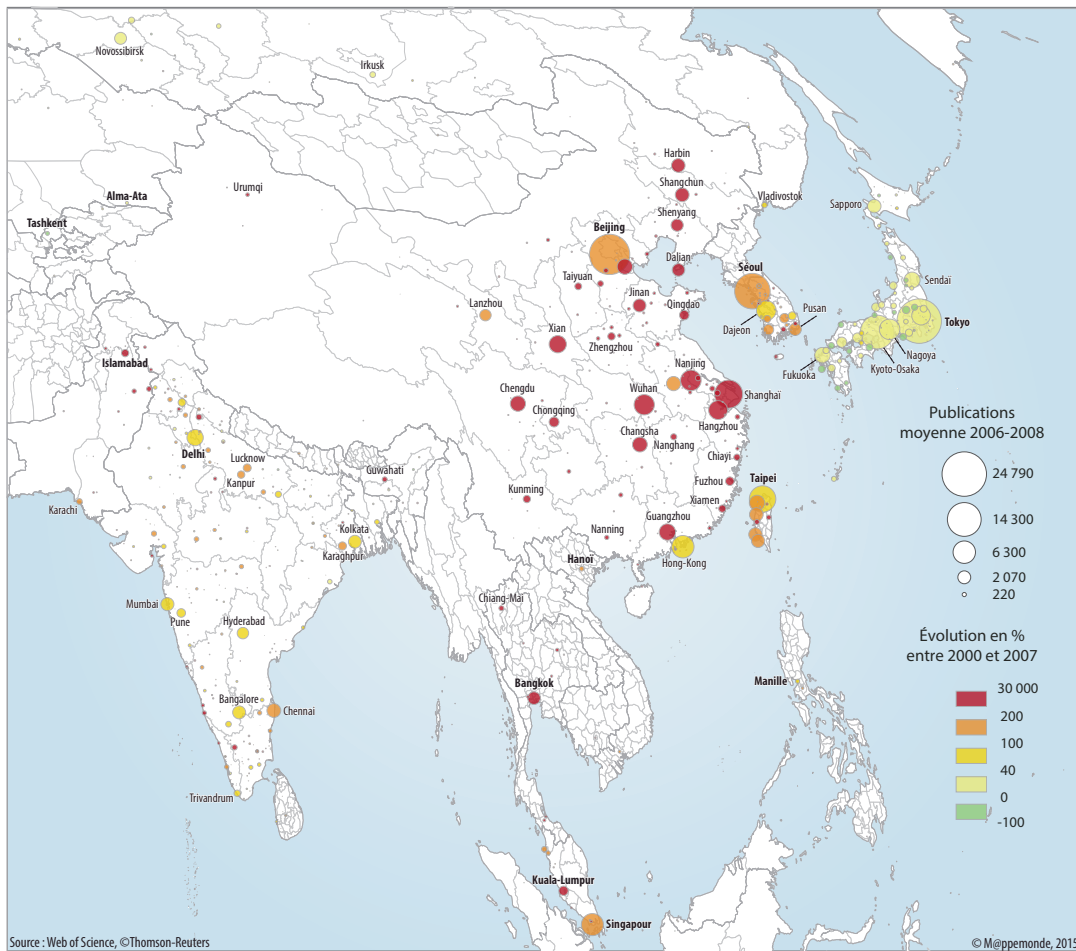 Novossibirsk
Irkusk
Harbin
Shangchun
Urumqi
Alma-Ata
Vladivostok
Sapporo
Shenyang
Tashkent
Beijing
Dalian
Séoul
Sendaï
Taiyuan
Jinan
Qingdao
Lanzhou
Pusan
Tokyo
Dajeon
Xian
Zhengzhou
Nagoya
Islamabad
Nanjing
Kyoto-Osaka
Fukuoka
Chengdu
Wuhan
Shanghaï
Chongqing
Hangzhou
Publications
moyenne 2006-2008
24 790
14 300
6 300
2 070
220
Changsha
Nanghang
Delhi
Lucknow
Chiayi
Kanpur
Guwahati
Fuzhou
Taipei
Karachi
Kunming
Xiamen
Guangzhou
Kolkata
Nanning
Karaghpur
Hanoï
Hong-Kong
Chiang-Mai
Mumbai
Pune
Hyderabad
Évolution en %
entre 2000 et 2007
30 000
200
100
40
0
-100
Bangkok
Manille
Bangalore
Chennai
Trivandrum
Kuala-Lumpur
Singapour
Source : Web of Science, ©Thomson-Reuters
© M@ppemonde, 2015